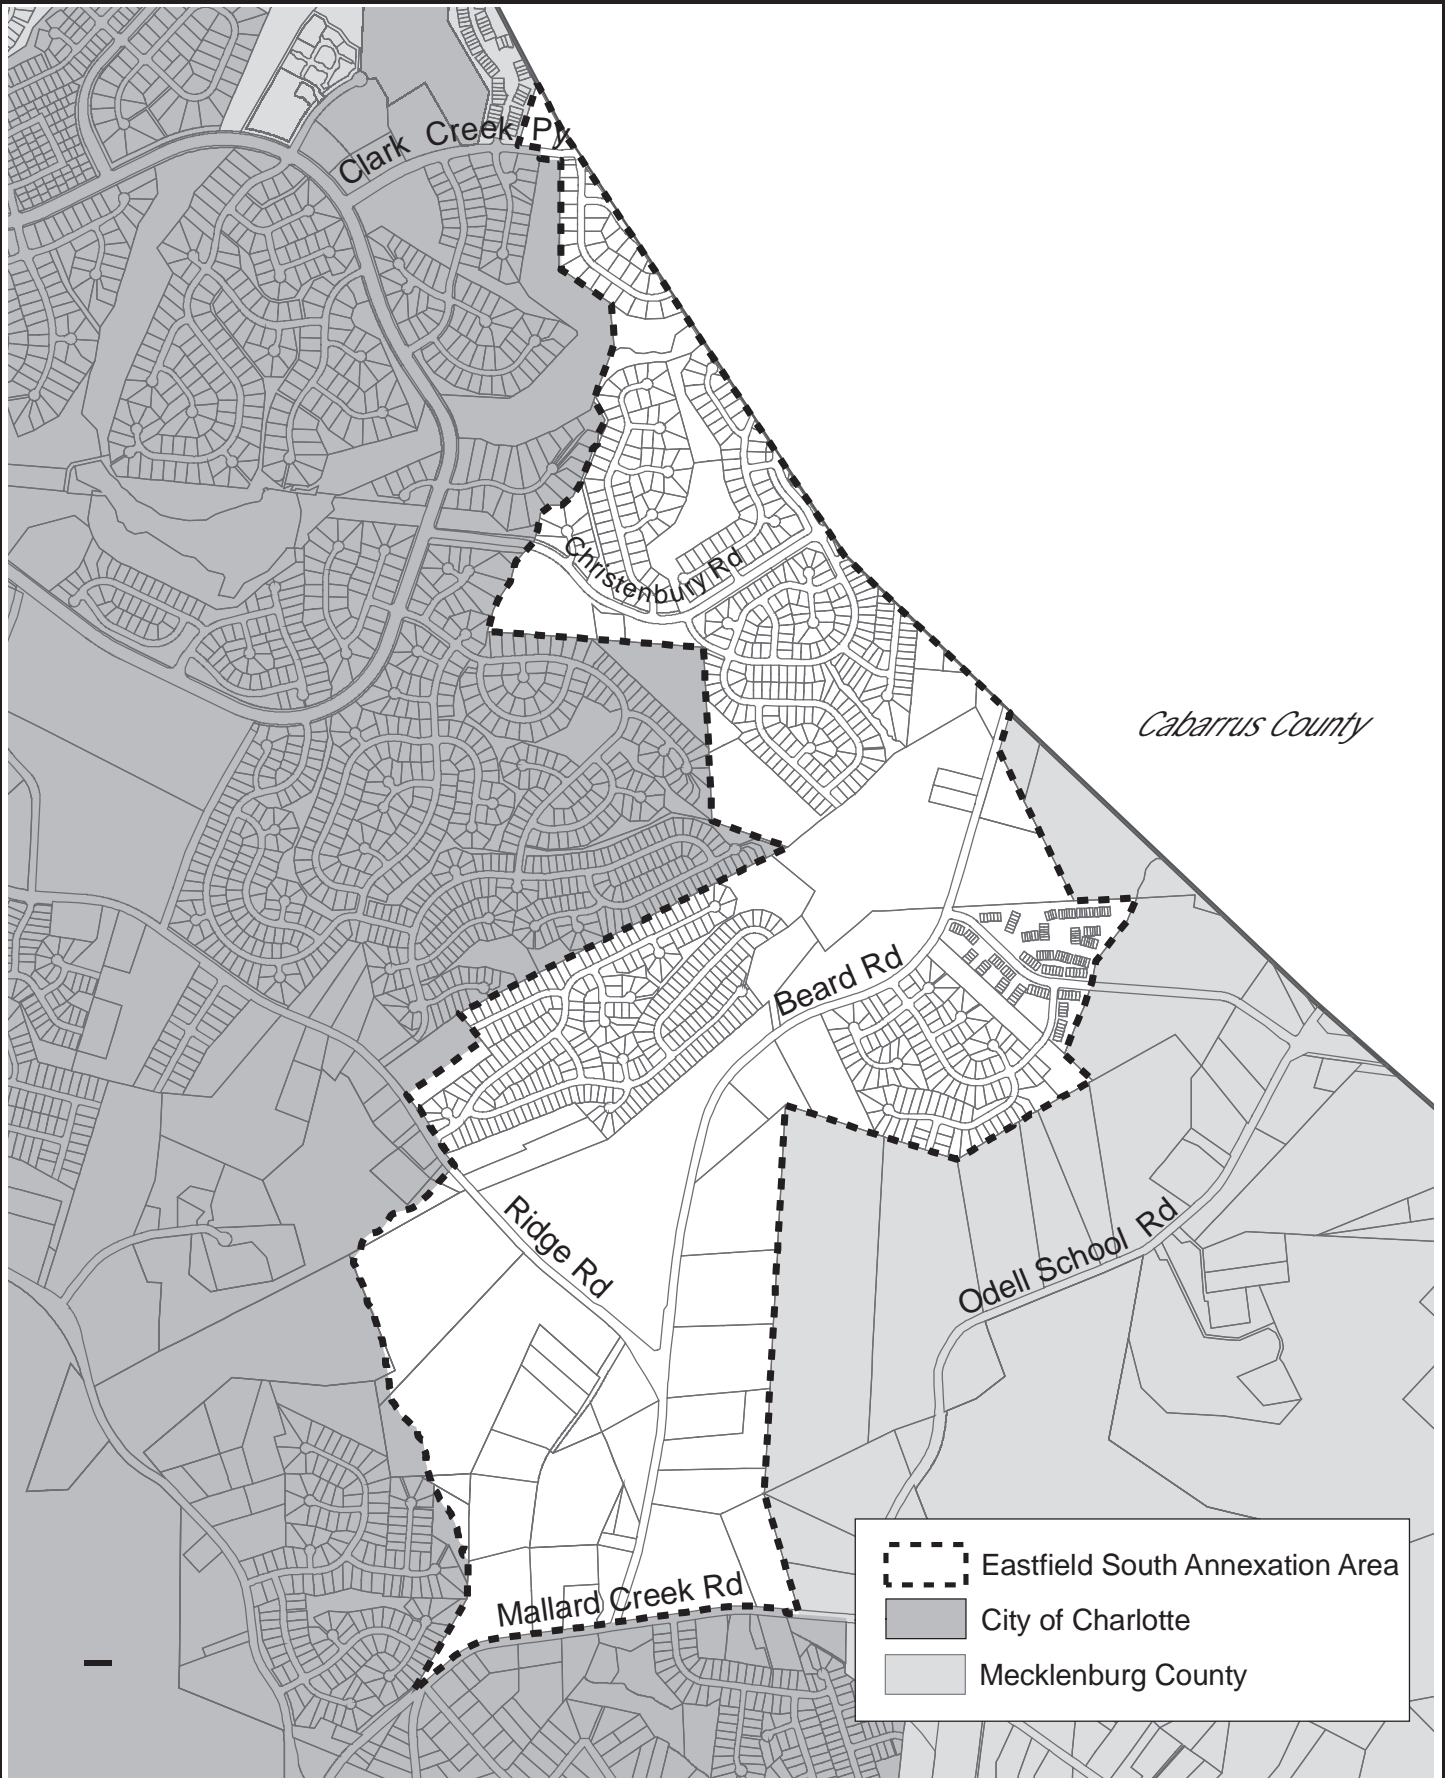 Clark Creek Py
Christenbury Rd
Cabarrus County
Beard Rd
Ridge Rd
Odell School Rd
Mallard Creek Rd
Eastfield South Annexation Area
City of Charlotte
Mecklenburg County